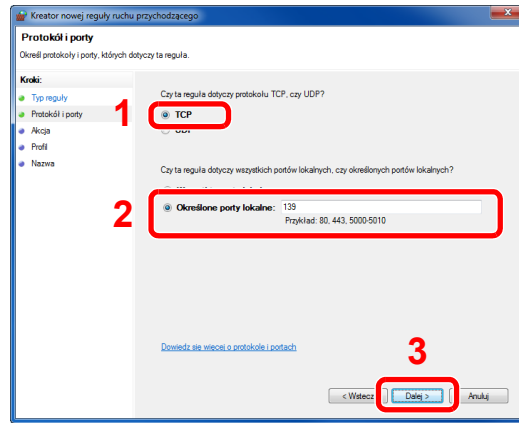 Kreator nowej reguły ruchu przychodzącego
Protokół i porty
Określ protokoły i porty, których dotyczy ta reguła.
Kroki:
Typ reguły
Protokół i porty
Akcja
Profil
Nazwa
Czy ta reguła dotyczy protokołu TCP, czy UDP?
1
TCP
UDP
Czy ta reguła dotyczy wszystkich portów lokalnych, czy określonych portów lokalnych?
2
Określone porty lokalne: 139
Przykład: 80, 443, 5000-5010
Dowiedz się więcej o protokole i portach
3
< Wstecz
Dalej >
Anuluj